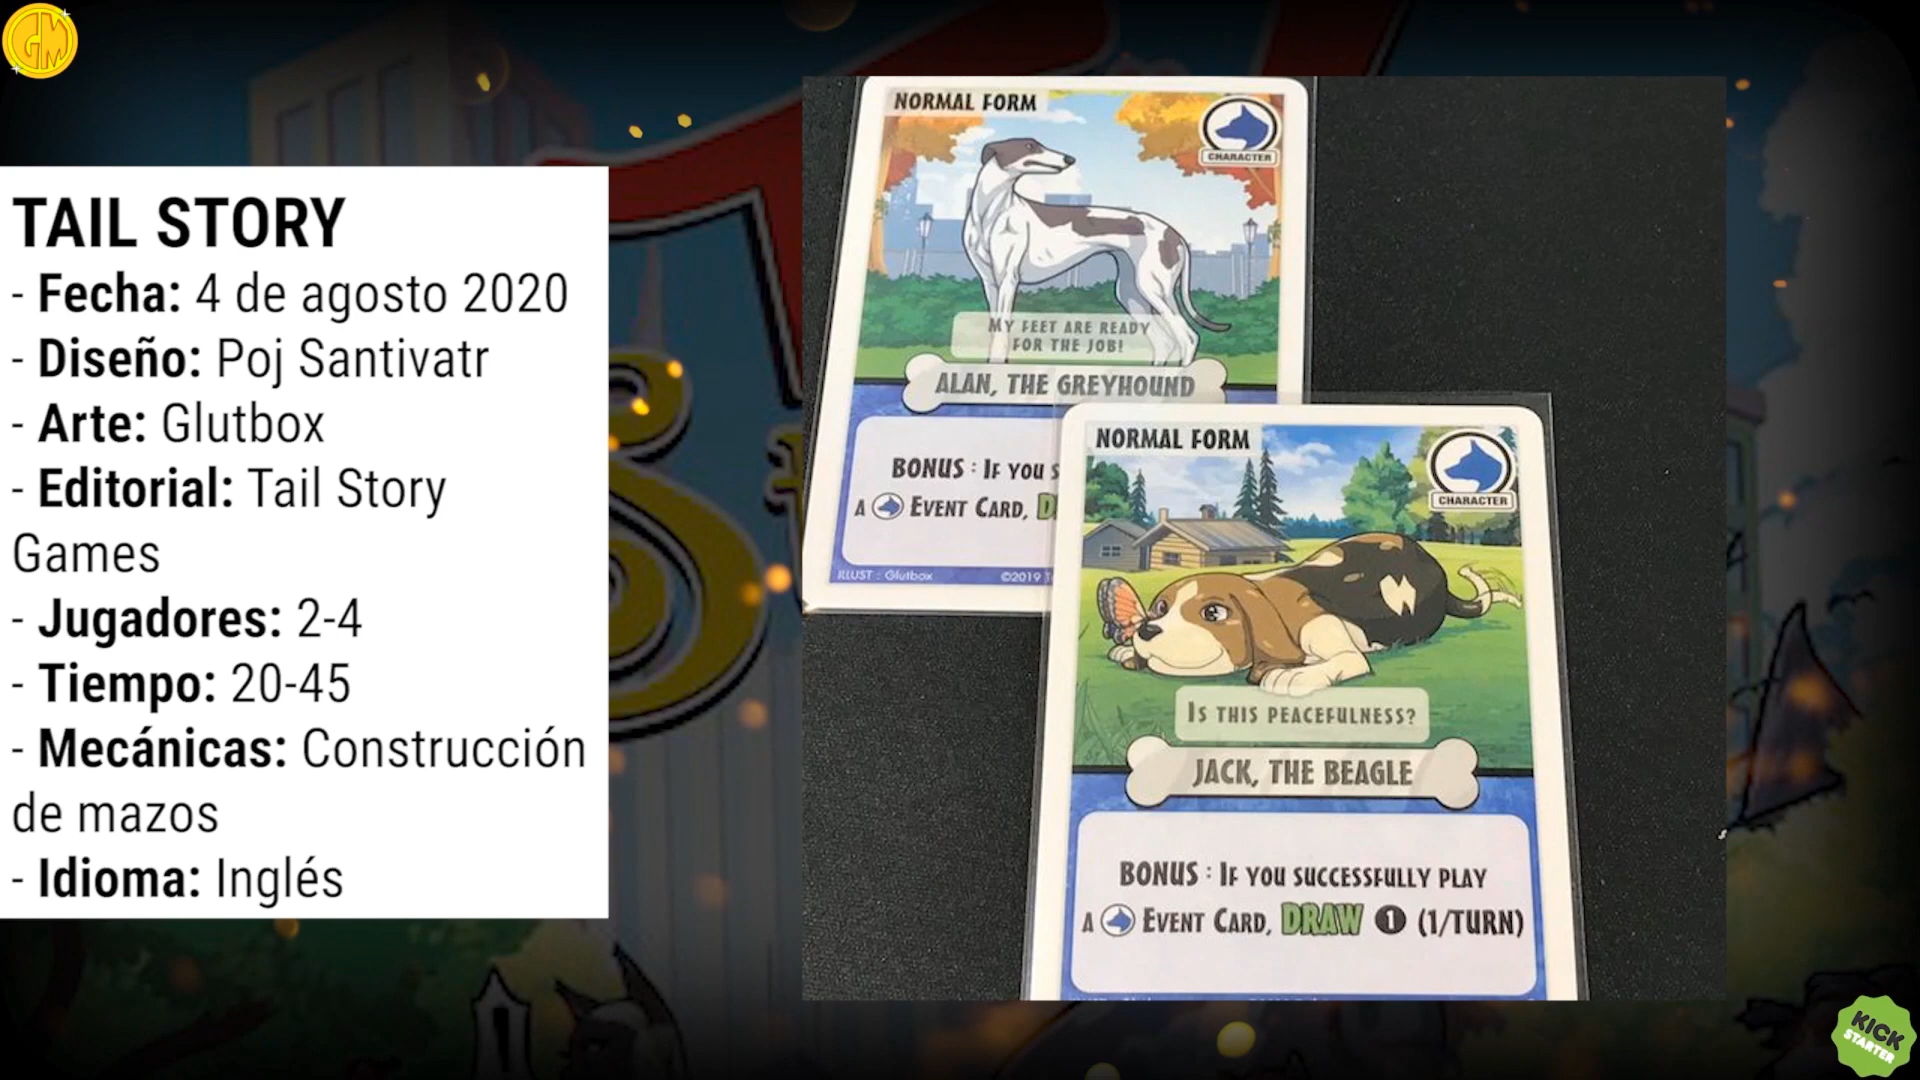 GM
TAIL STORY
- Fecha: 4 de agosto 2020
- Diseño: Poj Santivatr
- Arte: Glutbox
- Editorial: Tail Story
Games
- Jugadores: 2-4
- Tiempo: 20-45
- Mecánicas: Construcción
de mazos
- Idioma: Inglés
NORMAL FORM
CHARACTER
MY FEET ARE READY
FOR THE JOB!
ALAN, THE GREYHOUND
BONUS : IF YOU
A EVENT CARD,
ILLUST : Glutbox ©2019
NORMAL FORM
CHARACTER
IS THIS PEACEFULNESS?
JACK, THE BEAGLE
BONUS : IF YOU SUCCESSFULLY PLAY
A EVENT CARD, DRAW 1 (1/TURN)
KICK
STARTER